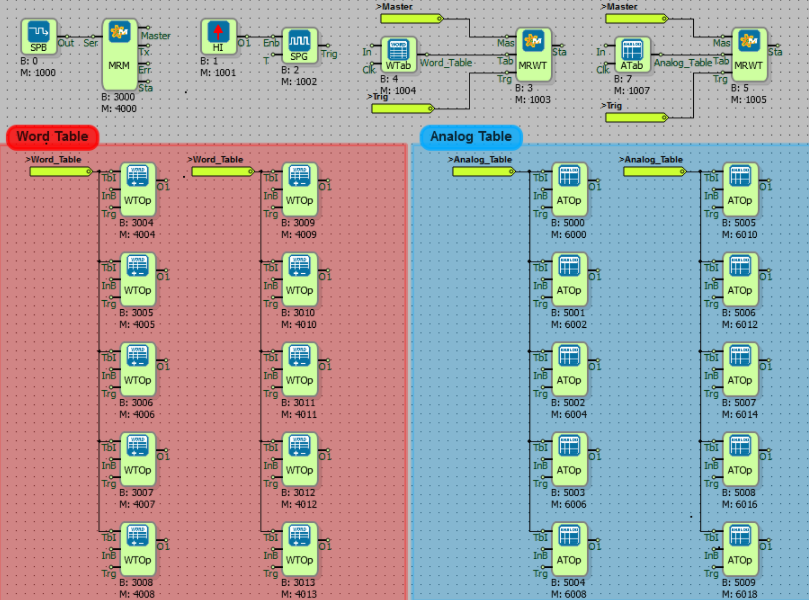 >Master
>Master
SPB
Out
Ser
MRM
Master
Tx
Err
Sta
B: 0
M: 1000
B: 3000
M: 4000
HI
O1
B: 1
M: 1001
Enb
T
SPG
Trig
B: 2
M: 1002
In
Clk
WTab
Word_Table
B: 4
M: 1004
>Trig
Mas
Tab
Trg
MRWT
Sta
B: 3
M: 1003
In
Clk
ATab
Analog_Table
B: 7
M: 1007
>Trig
Mas
Tab
Trg
MRWT
Sta
B: 5
M: 1005
Word Table
>Word_Table
>Word_Table
TbI
InB
Trg
WTOp
O1
B: 3004
M: 4004
TbI
InB
Trg
WTOp
O1
B: 3009
M: 4009
TbI
InB
Trg
WTOp
O1
B: 3005
M: 4005
TbI
InB
Trg
WTOp
O1
B: 3010
M: 4010
TbI
InB
Trg
WTOp
O1
B: 3006
M: 4006
TbI
InB
Trg
WTOp
O1
B: 3011
M: 4011
TbI
InB
Trg
WTOp
O1
B: 3007
M: 4007
TbI
InB
Trg
WTOp
O1
B: 3012
M: 4012
TbI
InB
Trg
WTOp
O1
B: 3008
M: 4008
TbI
InB
Trg
WTOp
O1
B: 3013
M: 4013
Analog Table
>Analog_Table
>Analog_Table
TbI
InB
Trg
ATOp
O1
B: 5000
M: 6000
TbI
InB
Trg
ATOp
O1
B: 5005
M: 6010
TbI
InB
Trg
ATOp
O1
B: 5001
M: 6002
TbI
InB
Trg
ATOp
O1
B: 5006
M: 6012
TbI
InB
Trg
ATOp
O1
B: 5002
M: 6004
TbI
InB
Trg
ATOp
O1
B: 5007
M: 6014
TbI
InB
Trg
ATOp
O1
B: 5003
M: 6006
TbI
InB
Trg
ATOp
O1
B: 5008
M: 6016
TbI
InB
Trg
ATOp
O1
B: 5004
M: 6008
TbI
InB
Trg
ATOp
O1
B: 5009
M: 6018